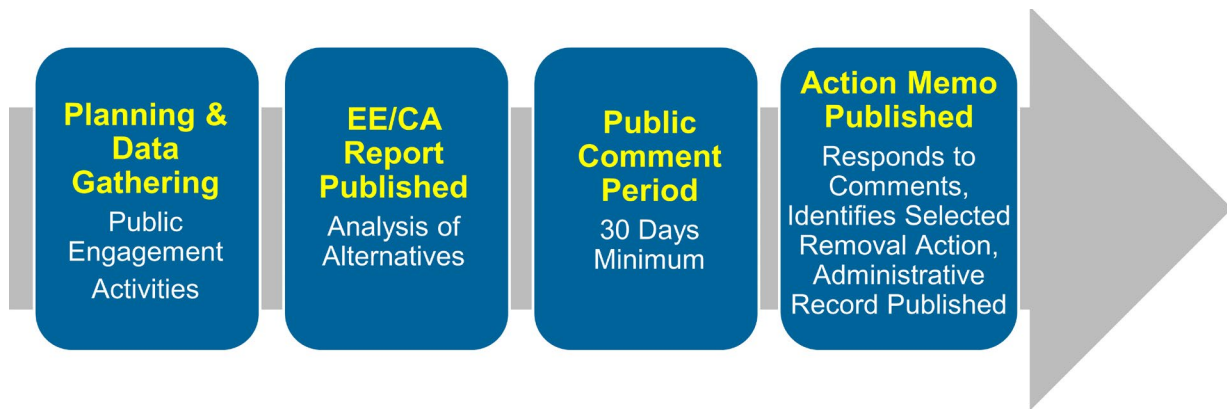 Planning &
Data
Gathering
Public
Engagement
Activities
EE/CA
Report
Published
Analysis of
Alternatives
Public
Comment
Period
30 Days
Minimum
Action Memo
Published
Responds to
Comments,
Identifies Selected
Removal Action,
Administrative
Record Published